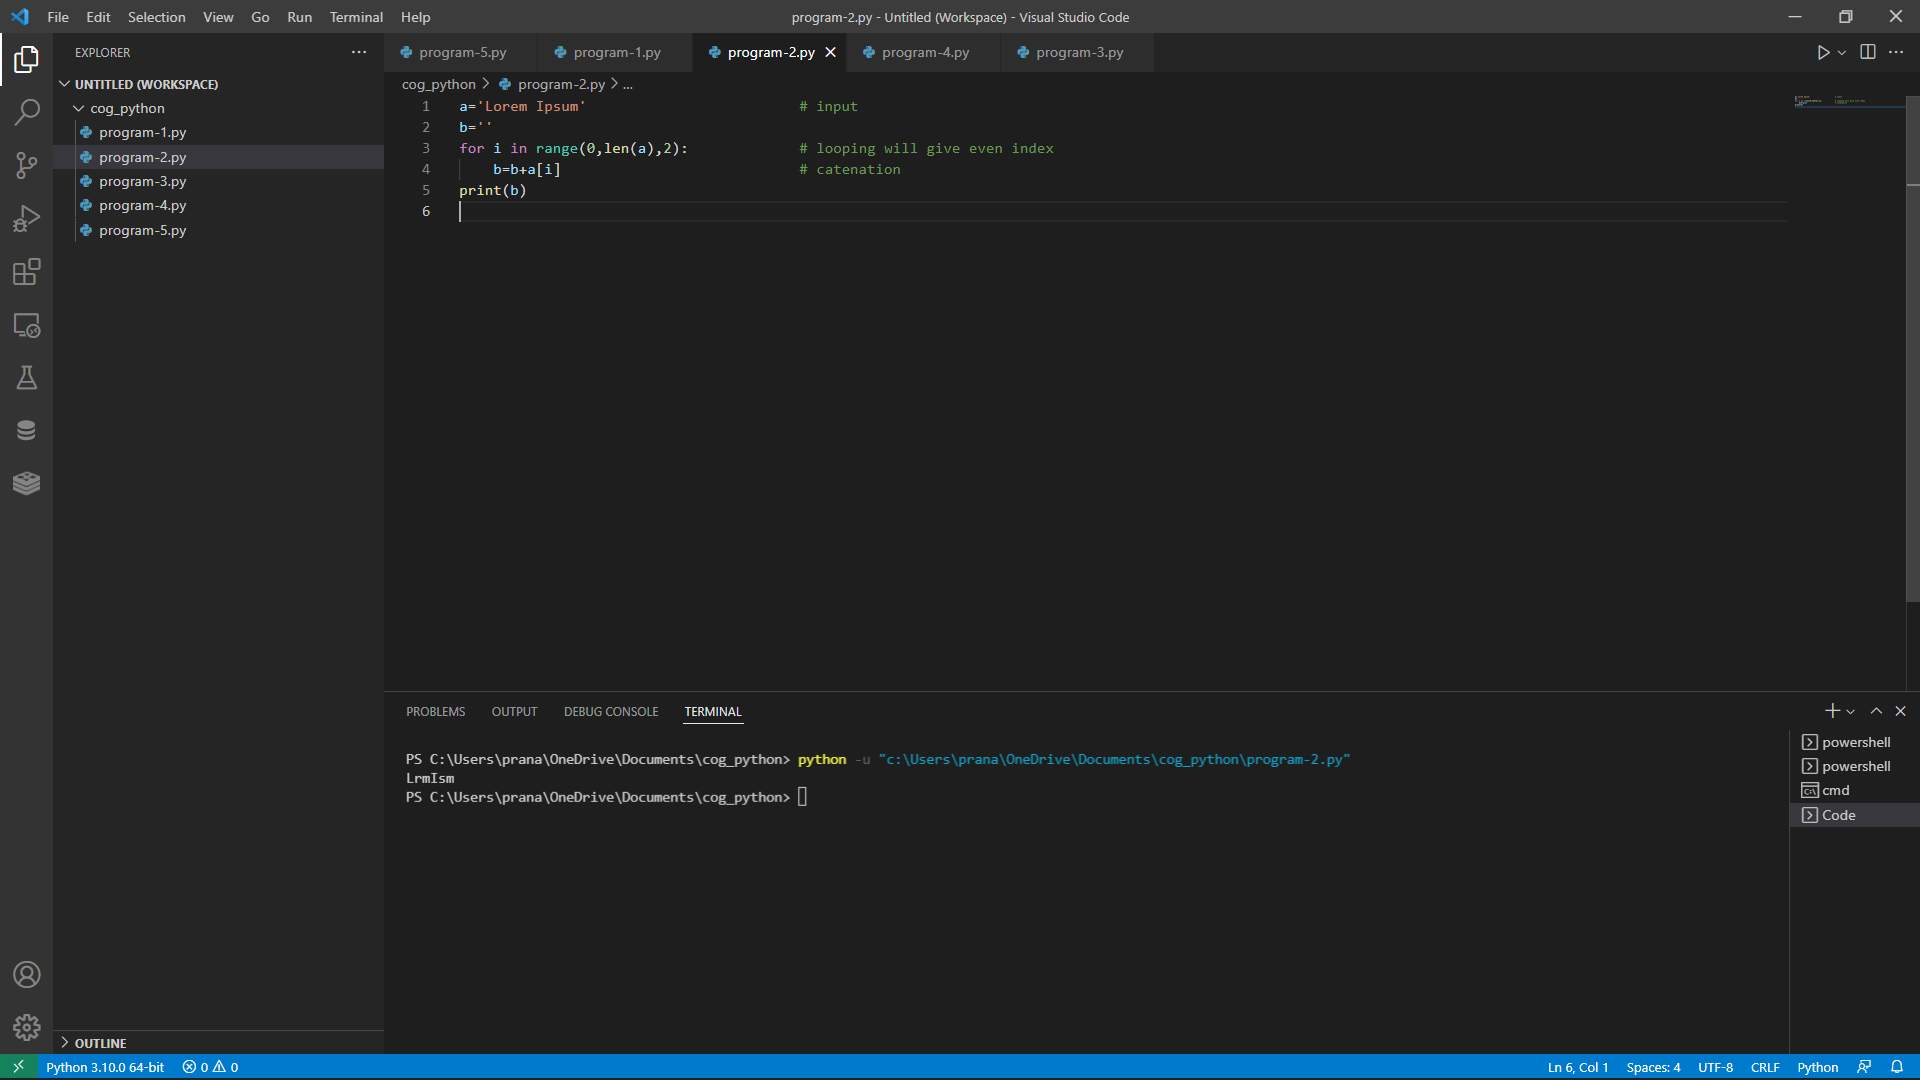 File Edit Selection View Go Run Terminal Help
program-2.py - Untitled (Workspace) - Visual Studio Code
EXPLORER
UNTITLED (WORKSPACE)
cog_python
program-1.py
program-2.py
program-3.py
program-4.py
program-5.py
OUTLINE
program-5.py program-1.py program-2.py program-4.py program-3.py
cog_python > program-2.py > ...
1 a='Lorem Ipsum' # input
2 b=''
3 for i in range(0,len(a),2): # looping will give even index
4 b=b+a[i] # catenation
5 print(b)
6
PROBLEMS OUTPUT DEBUG CONSOLE TERMINAL
PS C:\Users\prana\OneDrive\Documents\cog_python> python -u "c:\Users\prana\OneDrive\Documents\cog_python\program-2.py"
LrmIsm
PS C:\Users\prana\OneDrive\Documents\cog_python>
powershell
powershell
cmd
Code
Python 3.10.0 64-bit 0 0 Ln 6, Col 1 Spaces: 4 UTF-8 CRLF Python